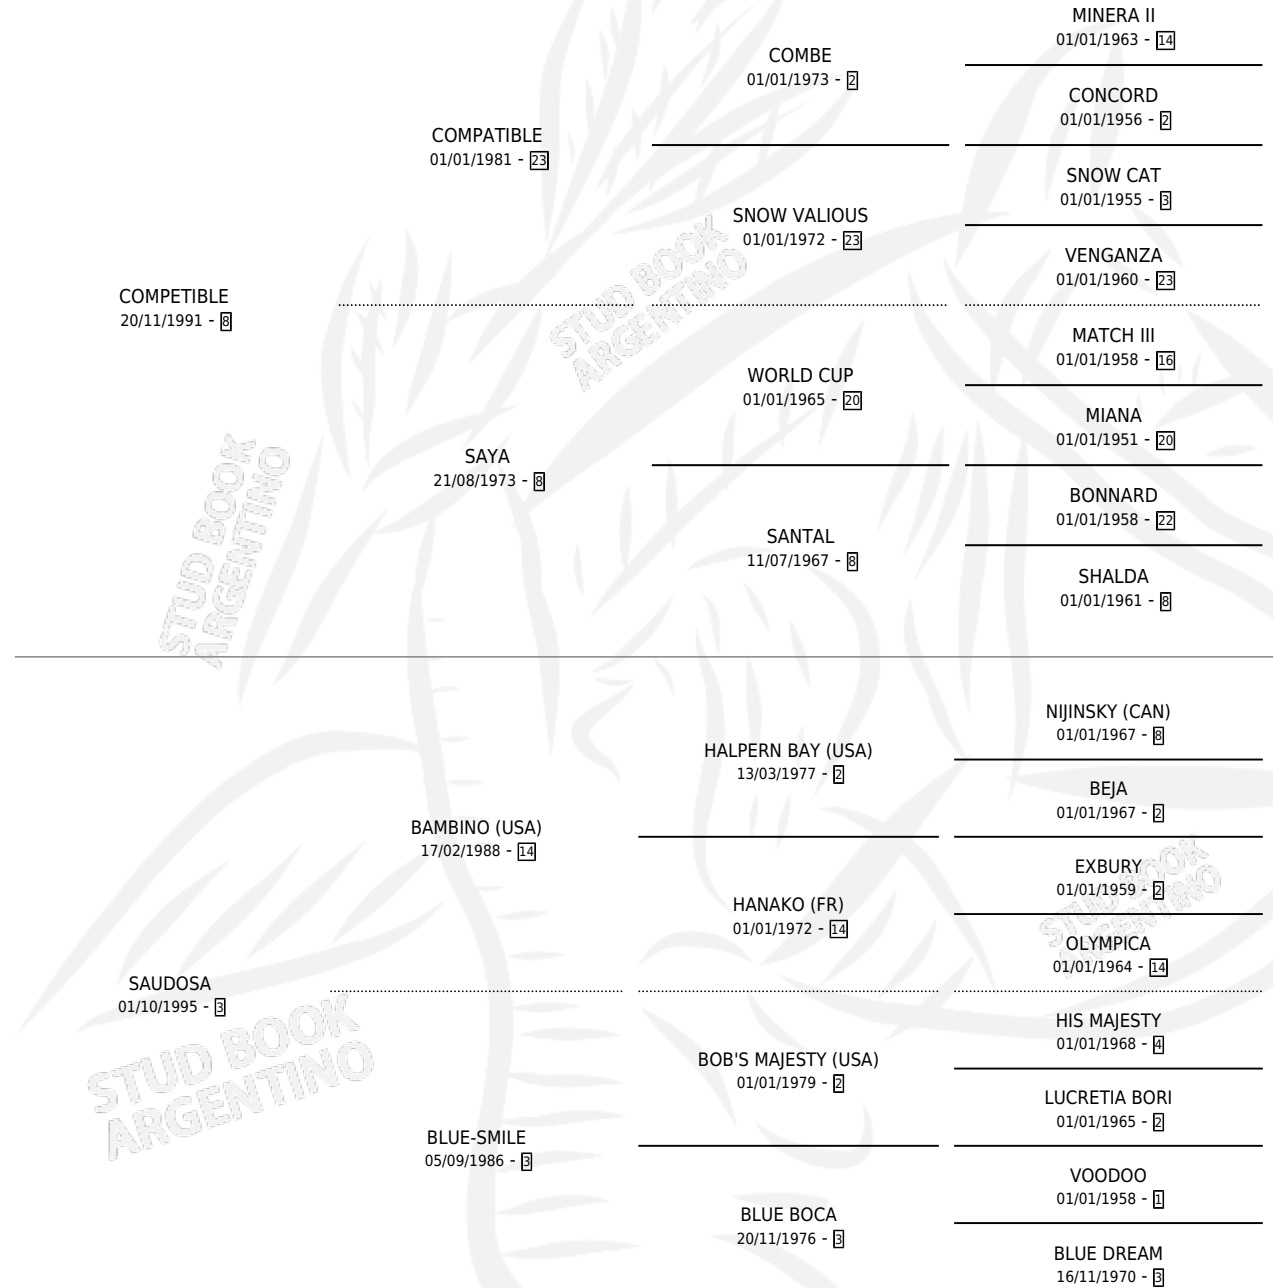 MINERA II
01/01/1963 - 14
COMBE
01/01/1973 - 2
CONCORD
01/01/1956 - 2
COMPATIBLE
01/01/1981 - 23
SNOW CAT
01/01/1955 - 3
SNOW VALIOUS
01/01/1972 - 23
VENGANZA
01/01/1960 - 23
COMPETIBLE
20/11/1991 - 8
MATCH III
01/01/1958 - 16
WORLD CUP
01/01/1965 - 20
MIANA
01/01/1951 - 20
SAYA
21/08/1973 - 8
BONNARD
01/01/1958 - 22
SANTAL
11/07/1967 - 8
SHALDA
01/01/1961 - 8
STUD BOOK
ARGENTINO
STUD BOOK
ARGENTINO
NIJINSKY (CAN)
01/01/1967 - 8
HALPERN BAY (USA)
13/03/1977 - 2
BEJA
01/01/1967 - 2
BAMBINO (USA)
17/02/1988 - 14
EXBURY
01/01/1959 - 2
HANAKO (FR)
01/01/1972 - 14
OLYMPICA
01/01/1964 - 14
SAUDOSA
01/10/1995 - 3
HIS MAJESTY
01/01/1968 - 4
BOB'S MAJESTY (USA)
01/01/1979 - 2
LUCRETIA BORI
01/01/1965 - 2
BLUE-SMILE
05/09/1986 - 3
VOODOO
01/01/1958 - 1
BLUE BOCA
20/11/1976 - 3
BLUE DREAM
16/11/1970 - 3
STUD BOOK
ARGENTINO
STUD BOOK
ARGENTINO